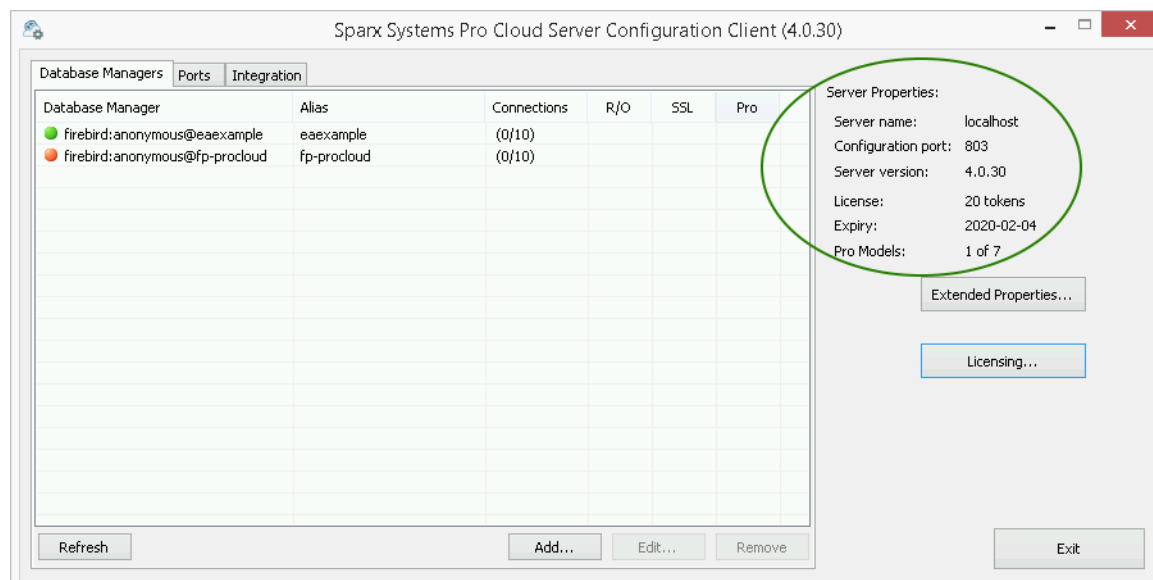 Sparx Systems Pro Cloud Server Configuration Client (4.0.30)
Database Managers Ports Integration
Database Manager Alias Connections R/O SSL Pro
firebird:anonymous@eaexample eaexample (0/10)
firebird:anonymous@fp-procloud fp-procloud (0/10)
Refresh Add... Edit... Remove
Server Properties:
Server name: localhost
Configuration port: 803
Server version: 4.0.30
License: 20 tokens
Expiry: 2020-02-04
Pro Models: 1 of 7
Extended Properties...
Licensing...
Exit